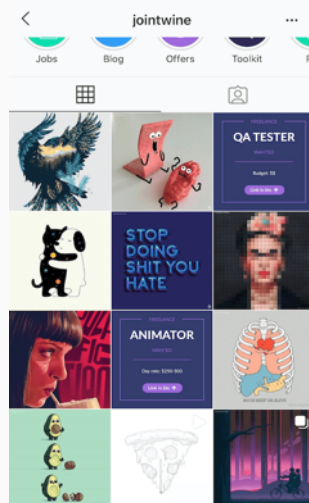 jointwine
Jobs
Blog
Offers
Toolkit
FREELANCE
QA TESTER
WANTED
Budget: $$
Link in bio
STOP
DOING
SHIT YOU
HATE
FREELANCE
ANIMATOR
WANTED
Day rate: $250-300
Link in bio